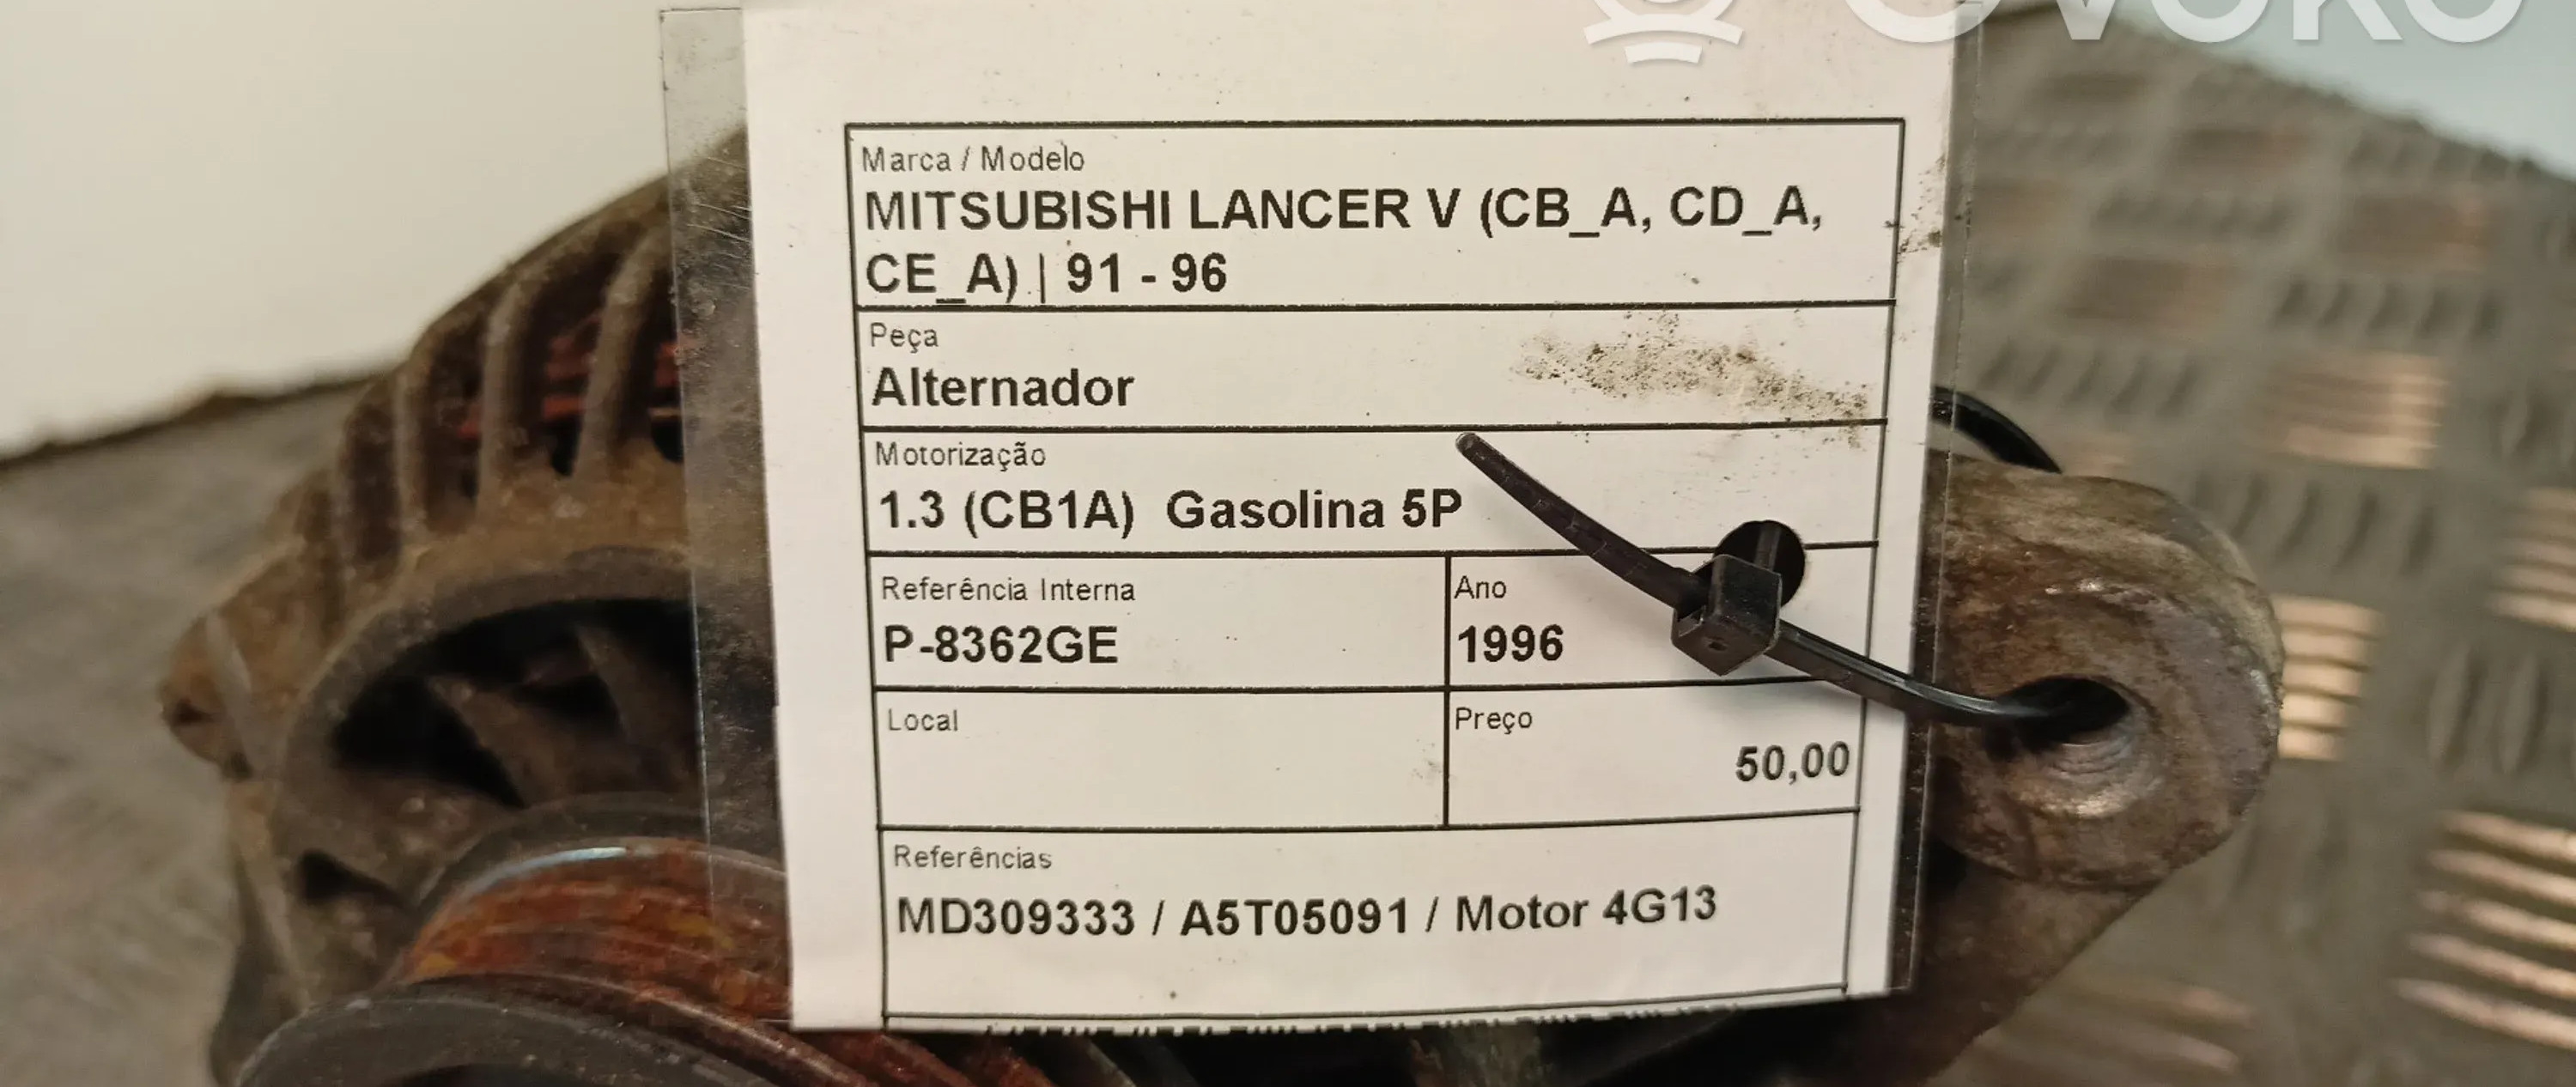 OVOKO
Marca / Modelo
MITSUBISHI LANCER V (CB_A, CD_A,
CE_A) | 91 - 96
Peça
Alternador
Motorização
1.3 (CB1A) Gasolina 5P
Referência Interna
P-8362GE
Ano
1996
Local
Preço
50,00
Referências
MD309333 / A5T05091 / Motor 4G13